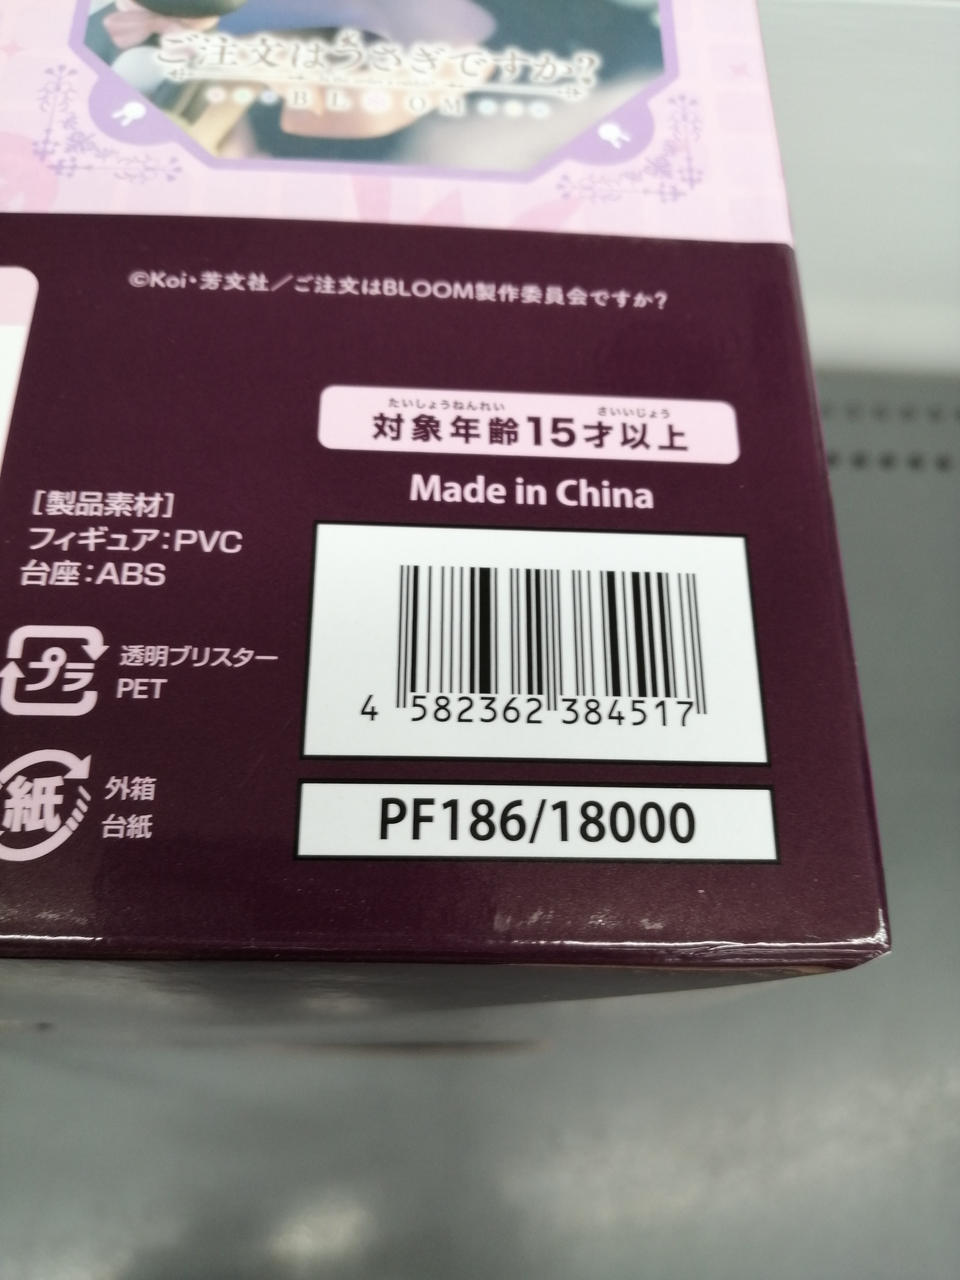 ご注文はうさぎですか?
BLOOM
©Koi・芳文社／ご注文はBLOOM製作委員会ですか?
たいしょうねんれい さいいじょう
対象年齢15才以上
Made in China
[製品素材]
フィギュア:PVC
台座:ABS
プラ
透明ブリスター
PET
紙
外箱
台紙
4 582362 384517
PF186/18000